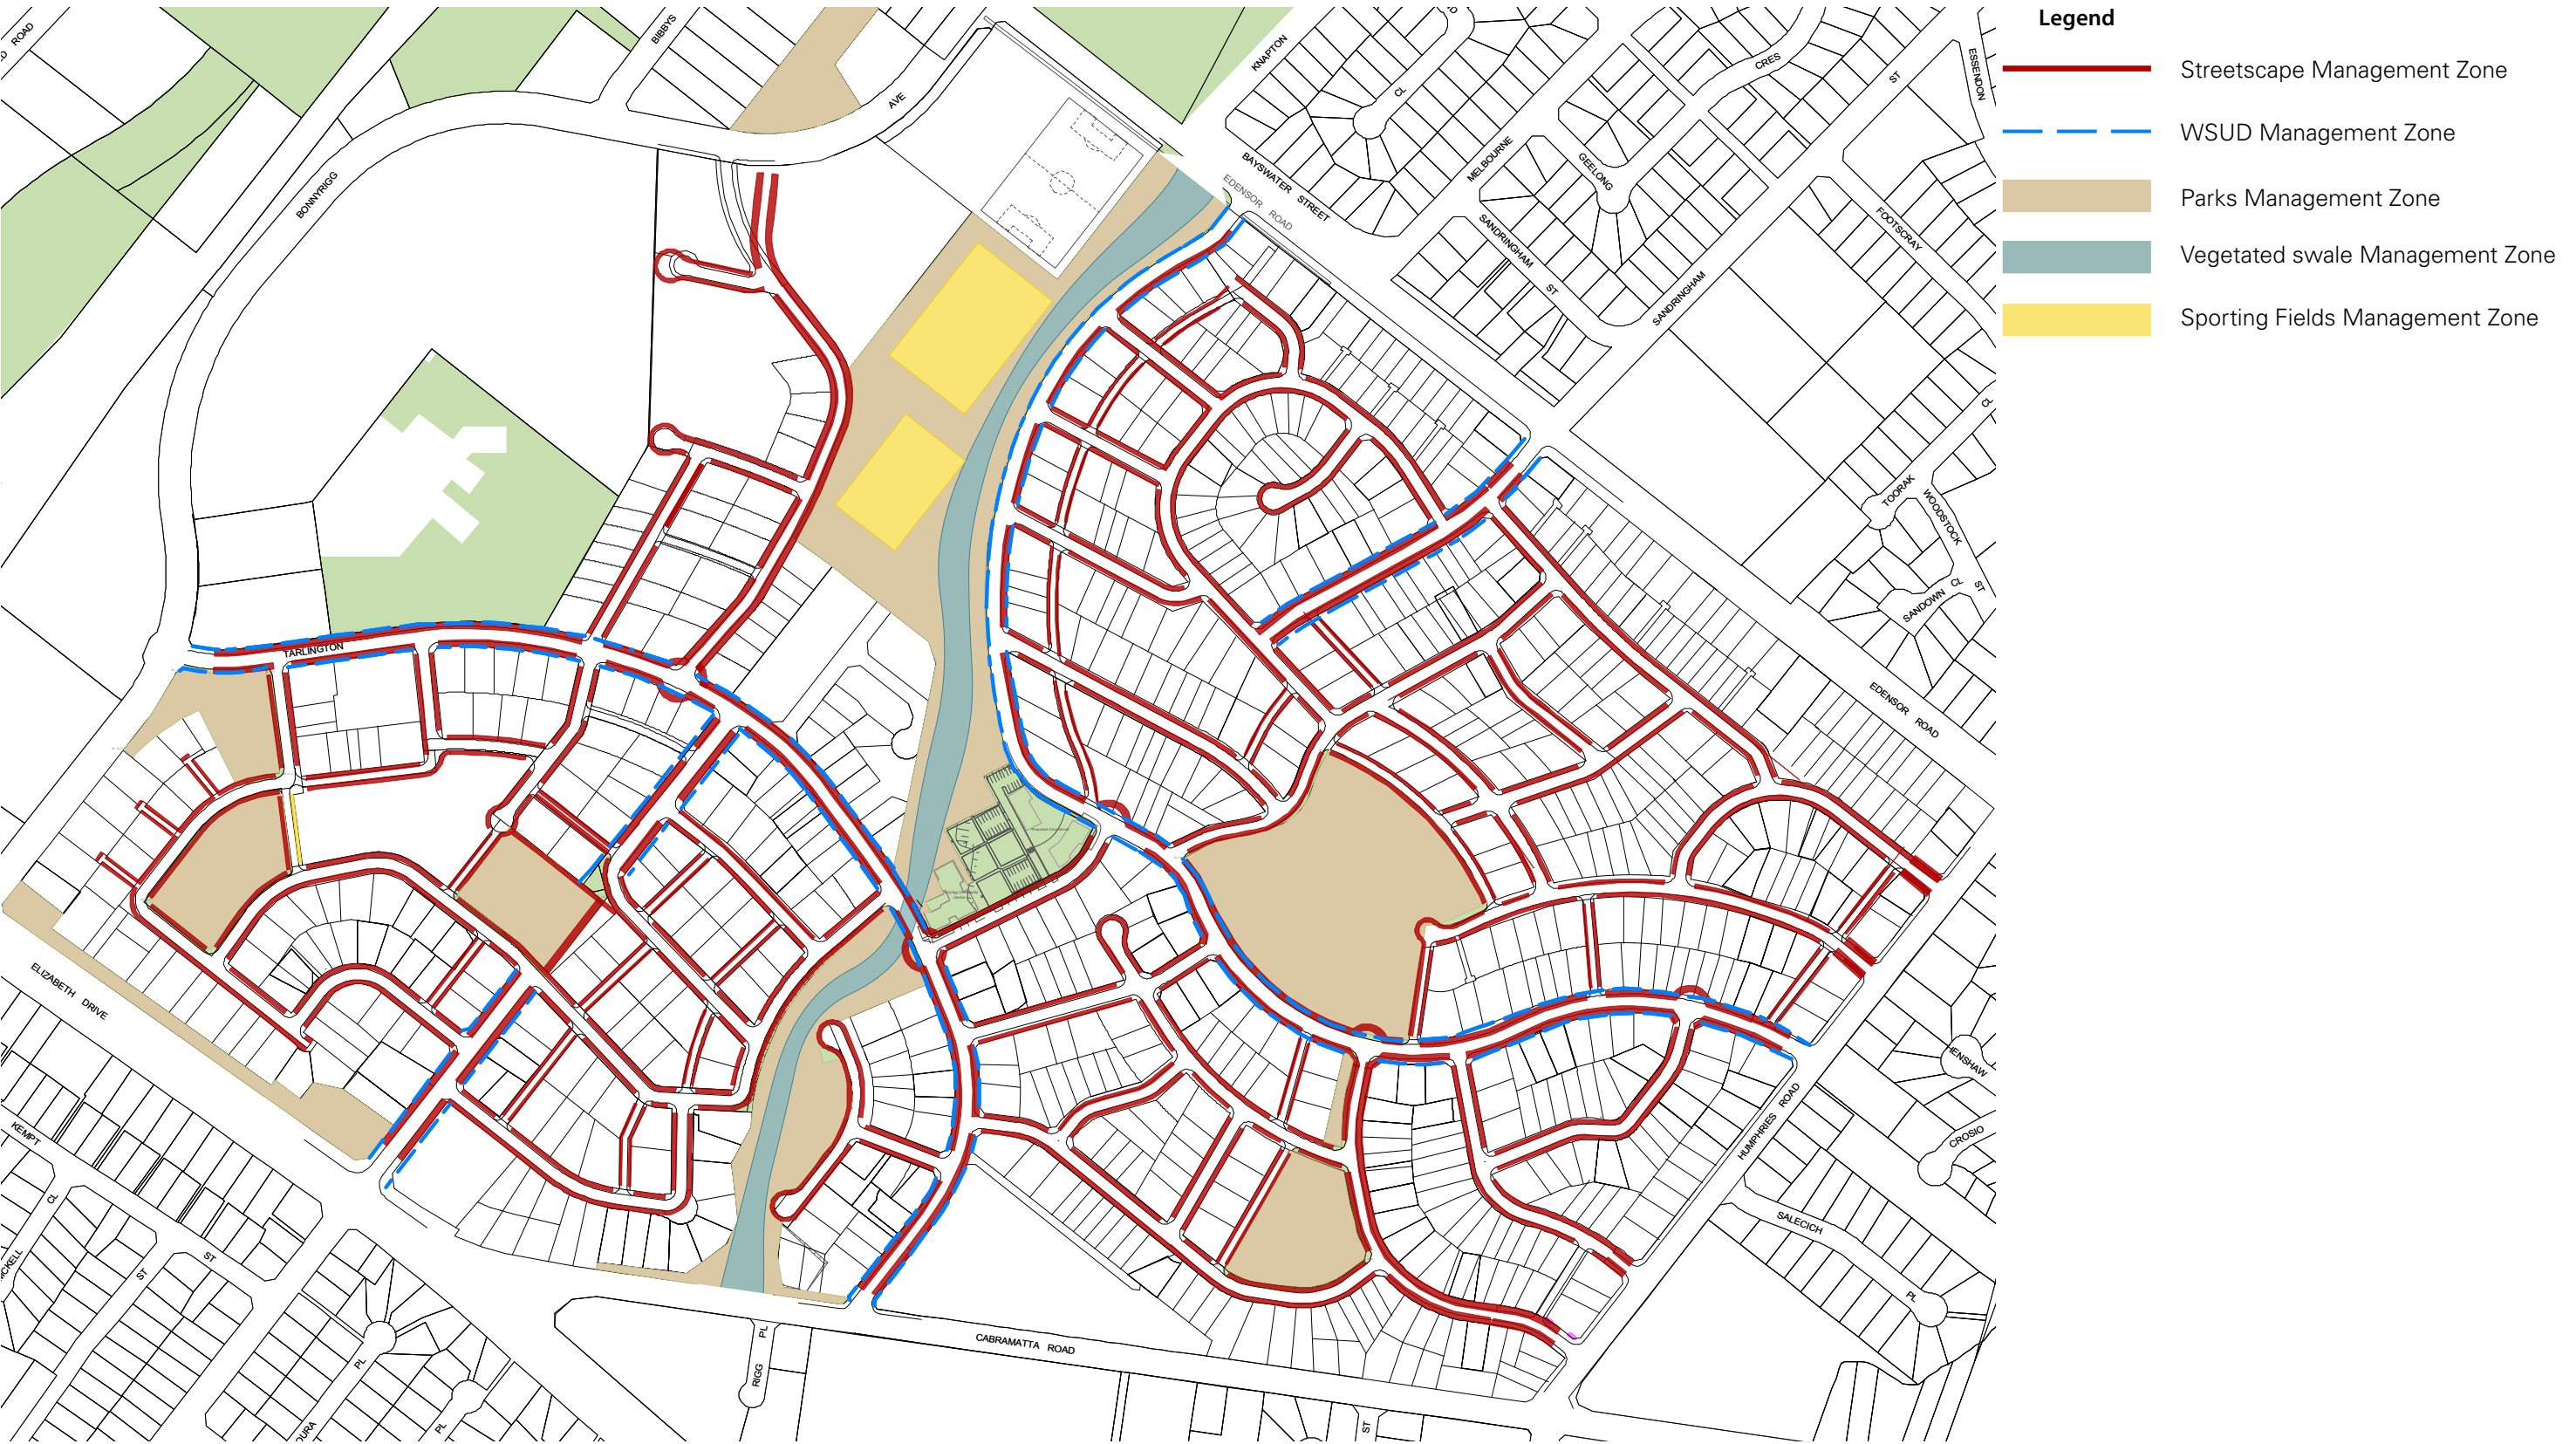 Legend
Streetscape Management Zone
WSUD Management Zone
Parks Management Zone
Vegetated swale Management Zone
Sporting Fields Management Zone
ROAD
BIBBYS
AVE
BONNYRIGG
KNAPTON
CL
CRES
ST
ESSENDON
BAYSWATER STREET
EDENSOR ROAD
MELBOURNE
GEELONG
SANDRINGHAM ST
SANDRINGHAM
FOOTSCRAY
CL
TOORAK
WOODSTOCK
ST
SANDOWN CL
EDENSOR ROAD
TARLINGTON
ELIZABETH DRIVE
KEMPT
ST
CL
ST
PL
PL
RIGG PL
CABRAMATTA ROAD
ST
HUMPHRIES ROAD
HENSHAW
CROSIO
SALECICH
PL